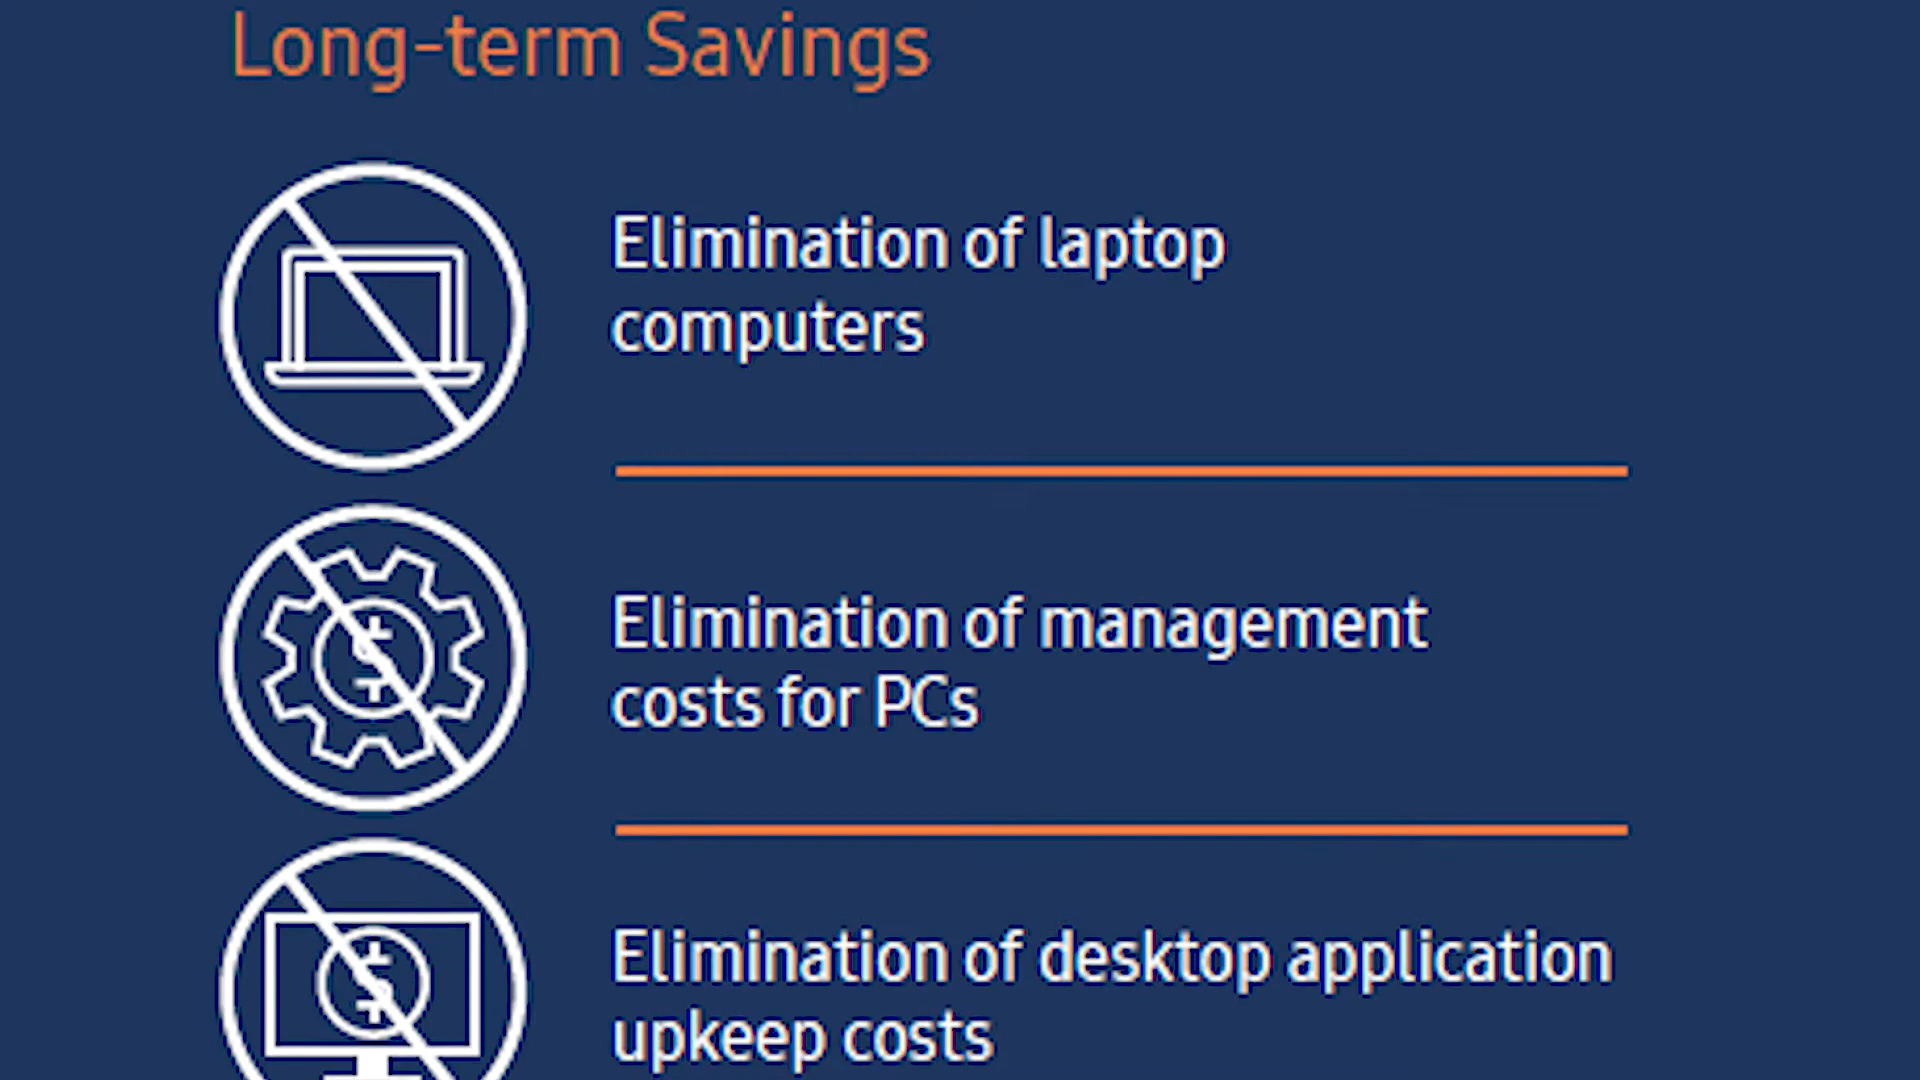 Long-term Savings
Elimination of laptop
computers
Elimination of management
costs for PCs
Elimination of desktop application
upkeep costs